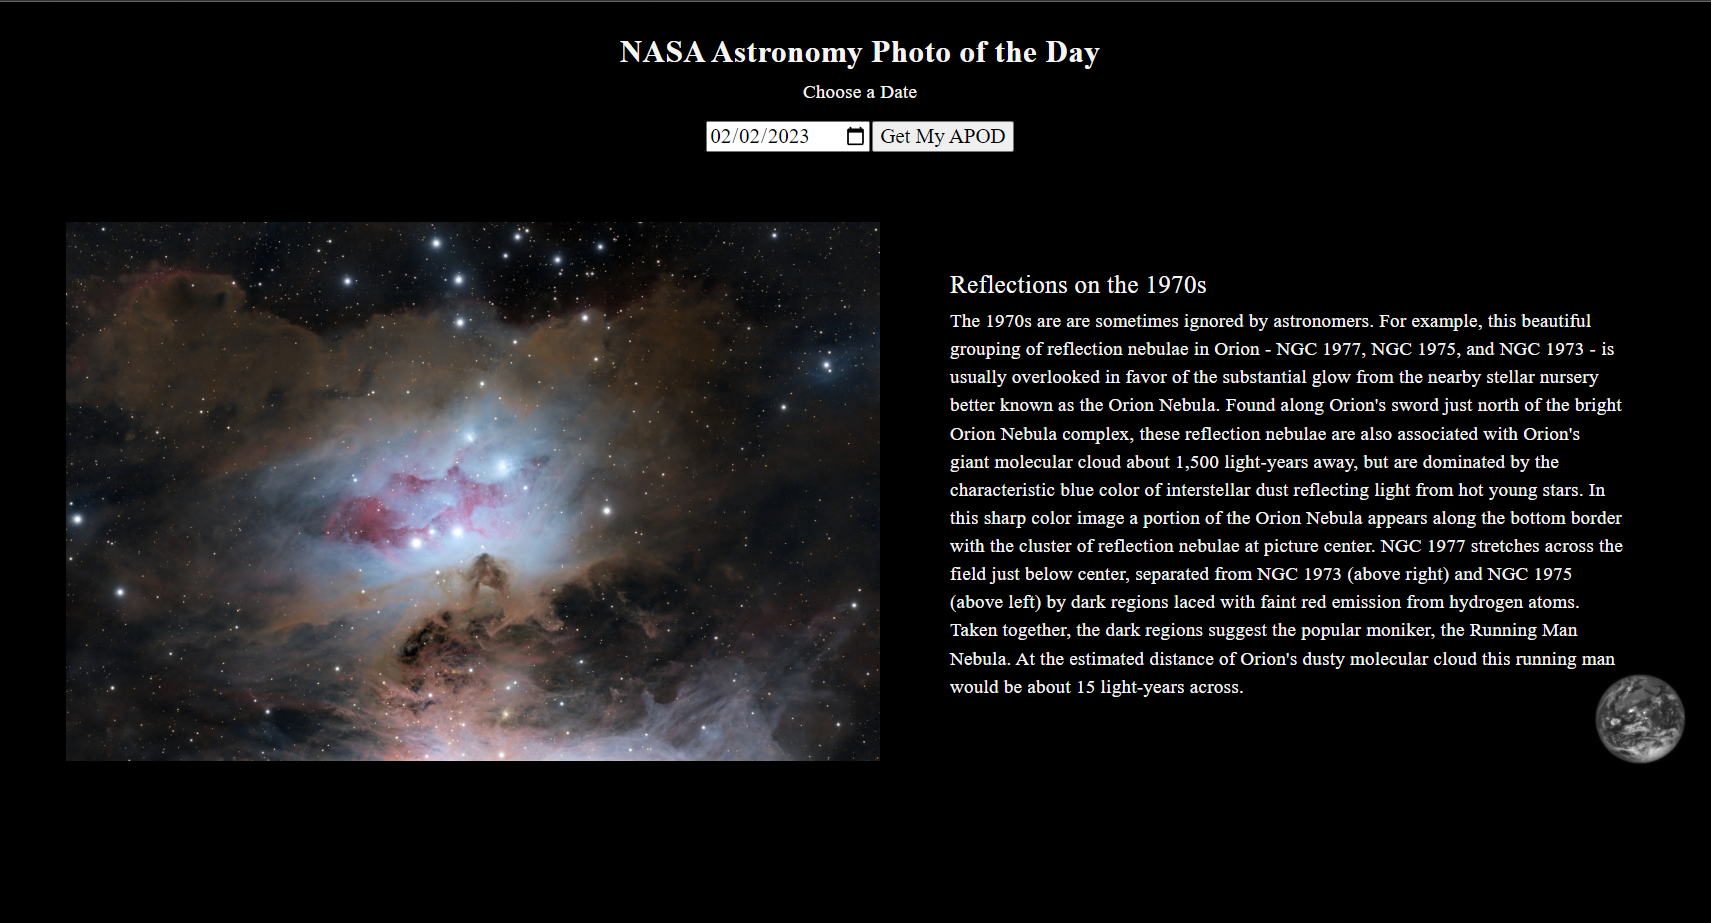 NASA Astronomy Photo of the Day
Choose a Date
02/02/2023
Get My APOD
Reflections on the 1970s
The 1970s are are sometimes ignored by astronomers. For example, this beautiful
grouping of reflection nebulae in Orion - NGC 1977, NGC 1975, and NGC 1973 - is
usually overlooked in favor of the substantial glow from the nearby stellar nursery
better known as the Orion Nebula. Found along Orion's sword just north of the bright
Orion Nebula complex, these reflection nebulae are also associated with Orion's
giant molecular cloud about 1,500 light-years away, but are dominated by the
characteristic blue color of interstellar dust reflecting light from hot young stars. In
this sharp color image a portion of the Orion Nebula appears along the bottom border
with the cluster of reflection nebulae at picture center. NGC 1977 stretches across the
field just below center, separated from NGC 1973 (above right) and NGC 1975
(above left) by dark regions laced with faint red emission from hydrogen atoms.
Taken together, the dark regions suggest the popular moniker, the Running Man
Nebula. At the estimated distance of Orion's dusty molecular cloud this running man
would be about 15 light-years across.